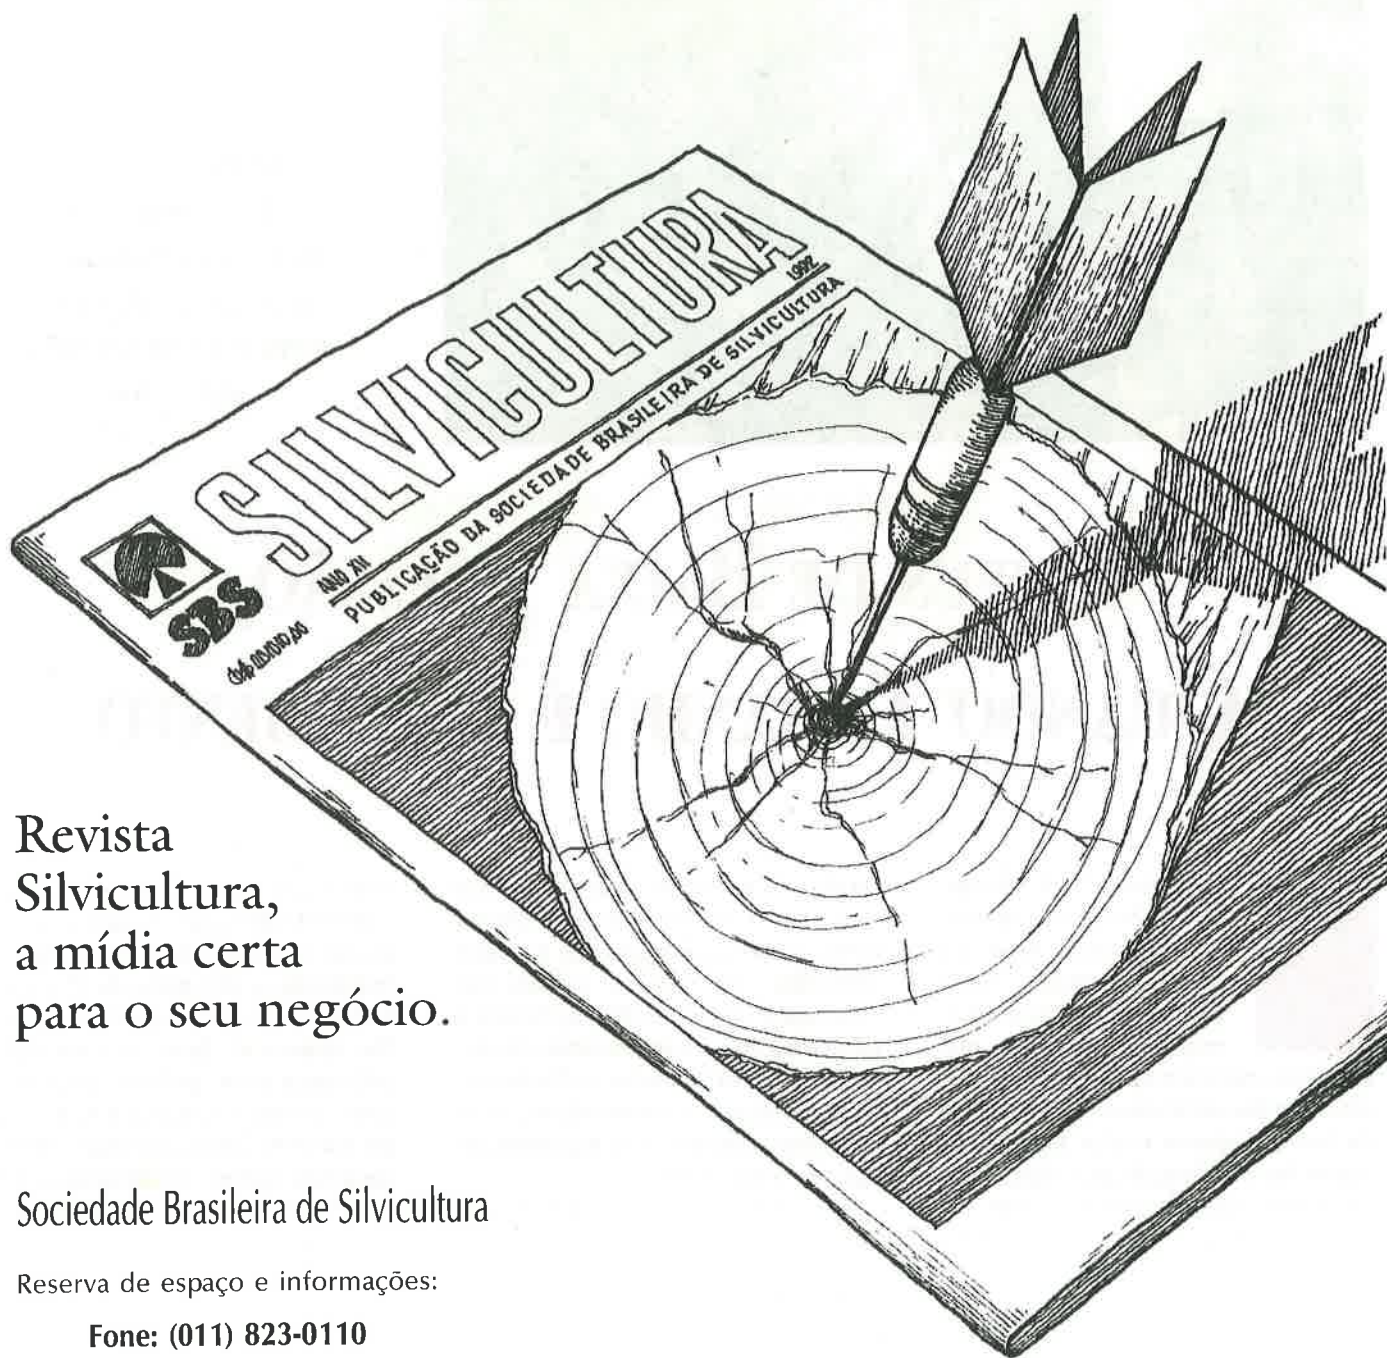 SILVICULTURA
ANO XII
1992
PUBLICAÇÃO DA SOCIEDADE BRASILEIRA DE SILVICULTURA
SBS
Revista
Silvicultura,
a mídia certa
para o seu negócio.
Sociedade Brasileira de Silvicultura
Reserva de espaço e informações:
Fone: (011) 823-0110